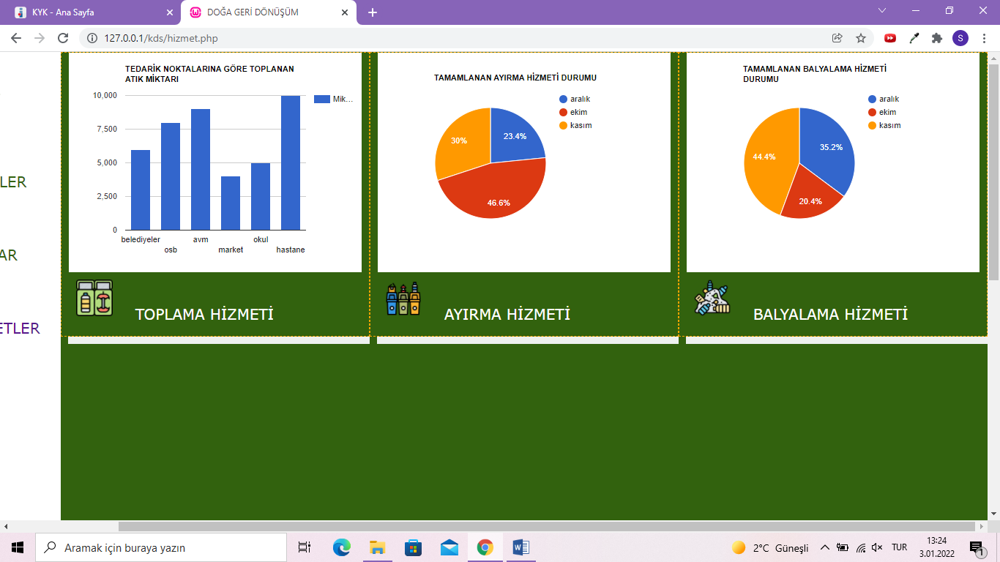 KYK - Ana Sayfa
DOĞA GERİ DÖNÜŞÜM
127.0.0.1/kds/hizmet.php
S
LER
AR
ETLER
TEDARİK NOKTALARINA GÖRE TOPLANAN
ATIK MİKTARI
10,000
7,500
5,000
2,500
0
Mik...
belediyeler
osb
avm
market
okul
hastane
TOPLAMA HİZMETİ
TAMAMLANAN AYIRMA HİZMETİ DURUMU
aralık
ekim
kasım
23.4%
30%
46.6%
AYIRMA HİZMETİ
TAMAMLANAN BALYALAMA HİZMETİ
DURUMU
aralık
ekim
kasım
35.2%
44.4%
20.4%
BALYALAMA HİZMETİ
Aramak için buraya yazın
2°C Güneşli
TUR
13:24
3.01.2022
1